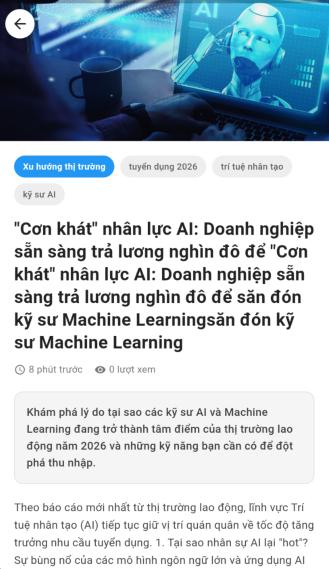 AI
Xu hướng thị trường
tuyển dụng 2026
trí tuệ nhân tạo
kỹ sư AI
"Cơn khát" nhân lực AI: Doanh nghiệp
sẵn sàng trả lương nghìn đô để "Cơn
khát" nhân lực AI: Doanh nghiệp sẵn
sàng trả lương nghìn đô để săn đón
kỹ sư Machine Learningsăn đón kỹ
sư Machine Learning
8 phút trước
0 lượt xem
Khám phá lý do tại sao các kỹ sư AI và Machine
Learning đang trở thành tâm điểm của thị trường lao
động năm 2026 và những kỹ năng bạn cần có để đột
phá thu nhập.
Theo báo cáo mới nhất từ thị trường lao động, lĩnh vực Trí
tuệ nhân tạo (AI) tiếp tục giữ vị trí quán quân về tốc độ tăng
trưởng nhu cầu tuyển dụng. 1. Tại sao nhân sự AI lại "hot"?
Sự bùng nổ của các mô hình ngôn ngữ lớn và ứng dụng AI